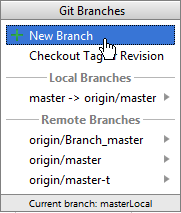 Git Branches
New Branch
Checkout Tag Revision
Local Branches
master -> origin/master
Remote Branches
origin/Branch_master
origin/master
origin/master-t
Current branch: masterLocal